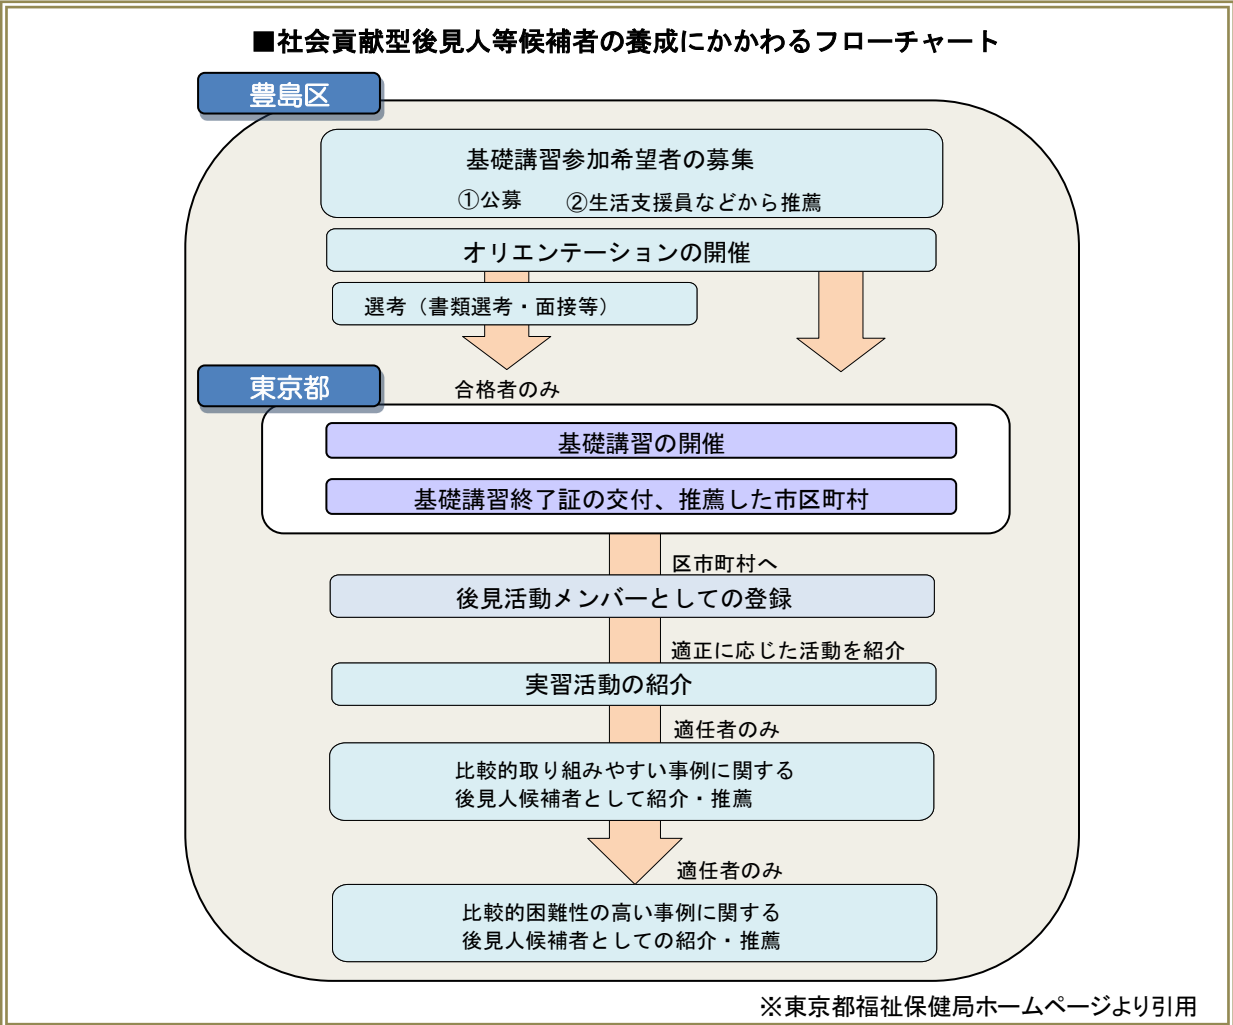 ■社会貢献型後見人等候補者の養成にかかわるフローチャート
豊島区
基礎講習参加希望者の募集
①公募 ②生活支援員などから推薦
オリエンテーションの開催
選考（書類選考・面接等）
合格者のみ
東京都
基礎講習の開催
基礎講習終了証の交付、推薦した市区町村
区市町村へ
後見活動メンバーとしての登録
適正に応じた活動を紹介
実習活動の紹介
適任者のみ
比較的取り組みやすい事例に関する
後見人候補者として紹介・推薦
適任者のみ
比較的困難性の高い事例に関する
後見人候補者としての紹介・推薦
※東京都福祉保健局ホームページより引用